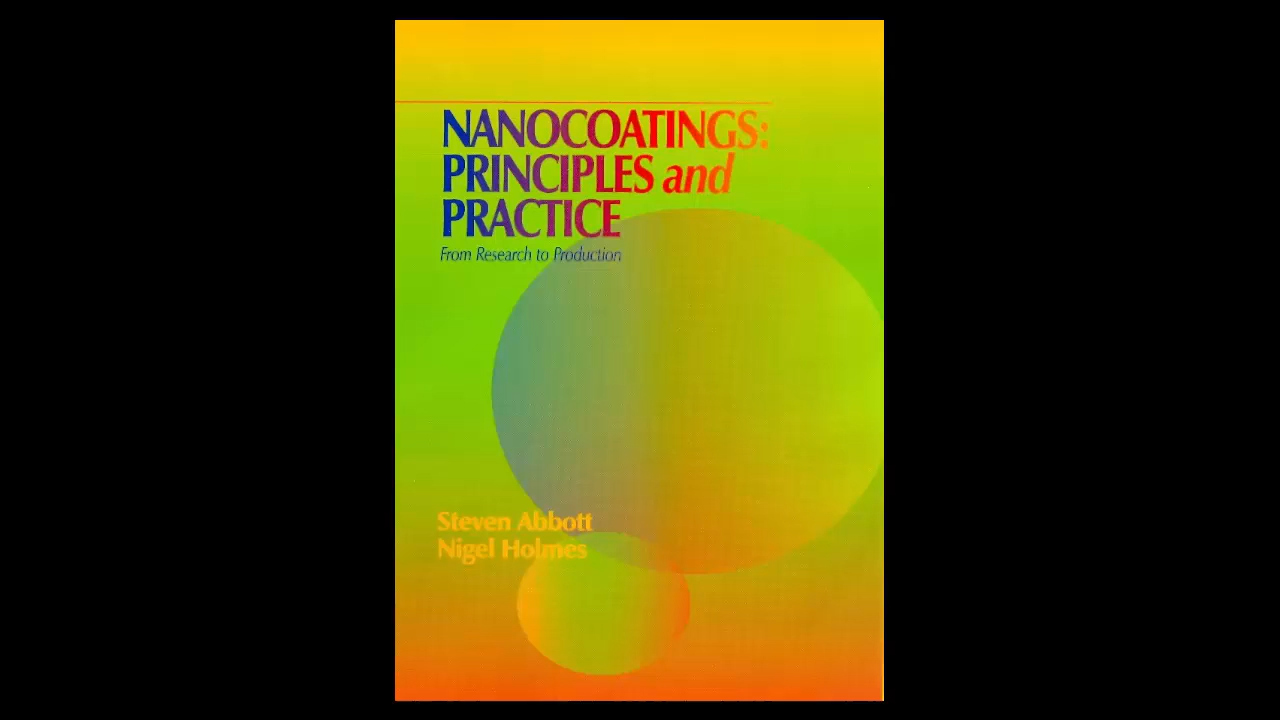 NANOCOATINGS:
PRINCIPLES and
PRACTICE
From Research to Production
Steven Abbott
Nigel Holmes